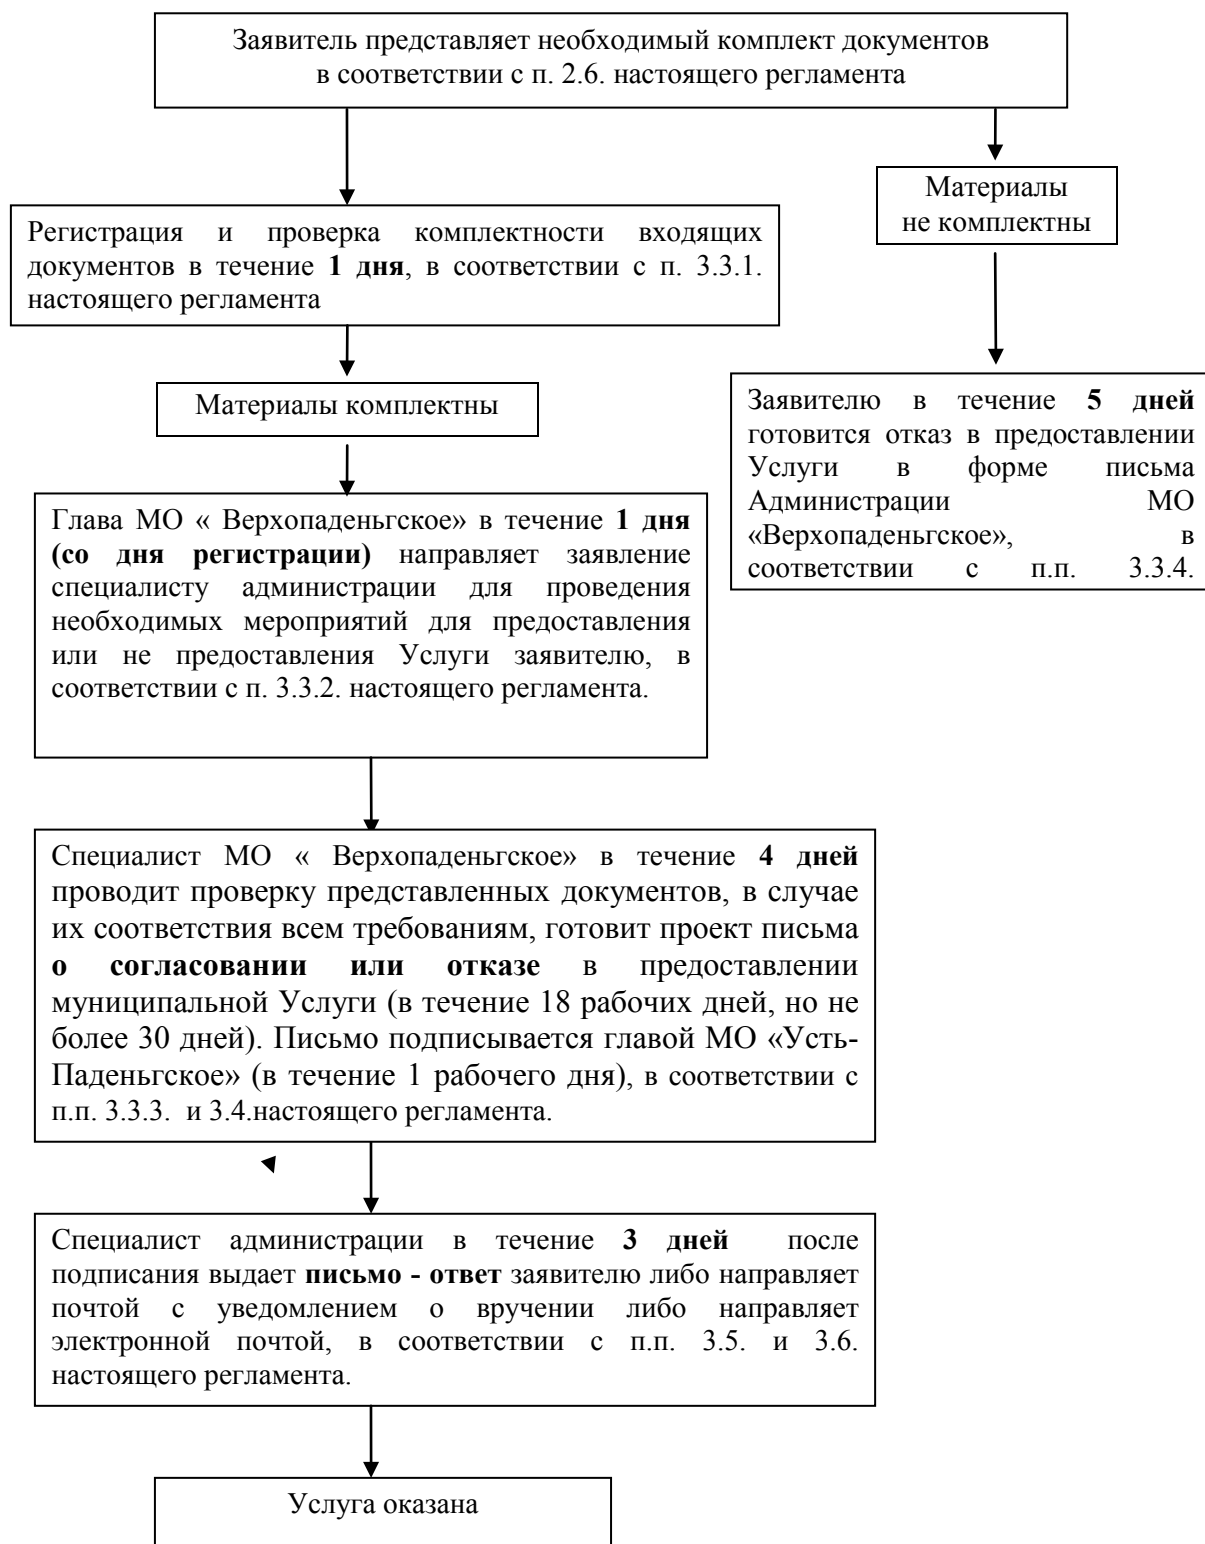 Заявитель представляет необходимый комплект документов
в соответствии с п. 2.6. настоящего регламента
Материалы
не комплектны
Регистрация и проверка комплектности входящих
документов в течение 1 дня, в соответствии с п. 3.3.1.
настоящего регламента
Материалы комплектны
Заявителю в течение 5 дней
готовится отказ в предоставлении
Услуги в форме письма
Администрации МО
«Верхопаденьгское», в
соответствии с п.п. 3.3.4.
Глава МО « Верхопаденьгское» в течение 1 дня
(со дня регистрации) направляет заявление
специалисту администрации для проведения
необходимых мероприятий для предоставления
или не предоставления Услуги заявителю, в
соответствии с п. 3.3.2. настоящего регламента.
Специалист МО « Верхопаденьгское» в течение 4 дней
проводит проверку представленных документов, в случае
их соответствия всем требованиям, готовит проект письма
о согласовании или отказе в предоставлении
муниципальной Услуги (в течение 18 рабочих дней, но не
более 30 дней). Письмо подписывается главой МО «Усть-
Паденьгское» (в течение 1 рабочего дня), в соответствии с
п.п. 3.3.3. и 3.4.настоящего регламента.
Специалист администрации в течение 3 дней после
подписания выдает письмо - ответ заявителю либо направляет
почтой с уведомлением о вручении либо направляет
электронной почтой, в соответствии с п.п. 3.5. и 3.6.
настоящего регламента.
Услуга оказана